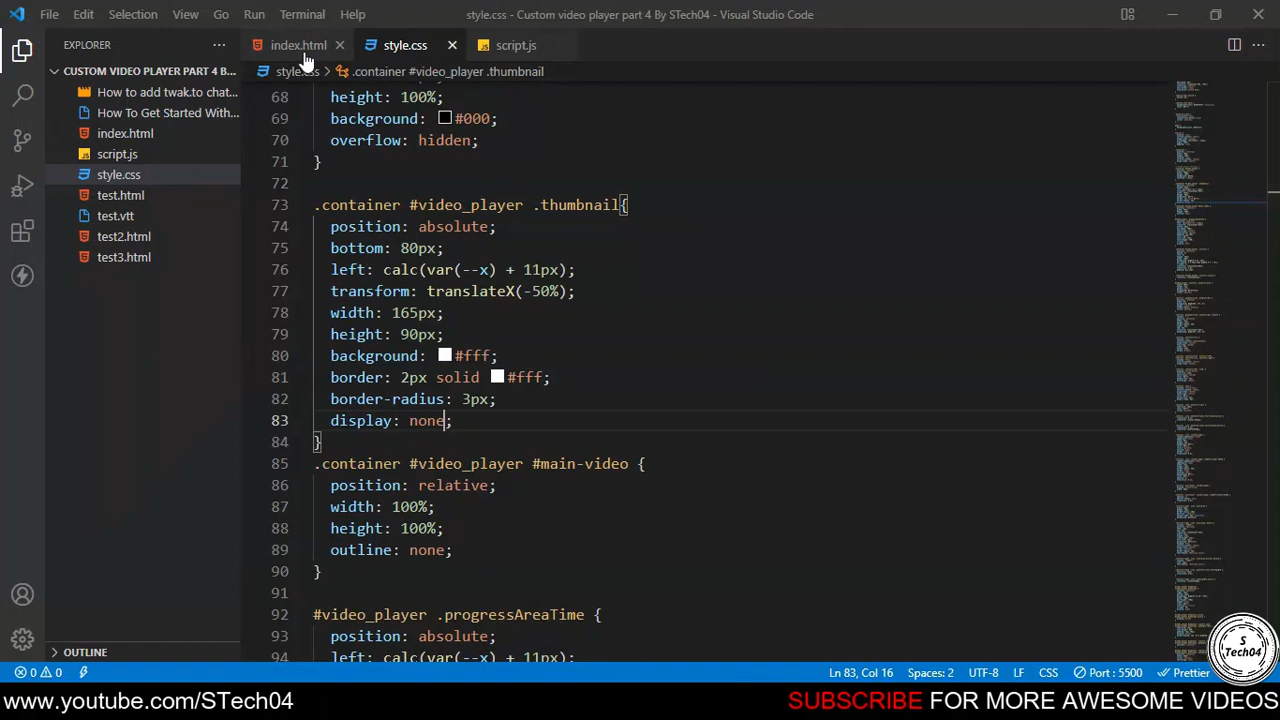 File Edit Selection View Go Run Terminal Help style.css - Custom video player part 4 By STech04 - Visual Studio Code
EXPLORER
CUSTOM VIDEO PLAYER PART 4 B...
How to add twak.to chat...
How To Get Started With...
index.html
script.js
style.css
test.html
test.vtt
test2.html
test3.html
OUTLINE
index.html style.css script.js
style.css > .container #video_player .thumbnail
68 height: 100%;
69 background: #000;
70 overflow: hidden;
71 }
72
73 .container #video_player .thumbnail{
74 position: absolute;
75 bottom: 80px;
76 left: calc(var(--x) + 11px);
77 transform: translateX(-50%);
78 width: 165px;
79 height: 90px;
80 background: #fff;
81 border: 2px solid #fff;
82 border-radius: 3px;
83 display: none;
84 }
85 .container #video_player #main-video {
86 position: relative;
87 width: 100%;
88 height: 100%;
89 outline: none;
90 }
91
92 #video_player .progressAreaTime {
93 position: absolute;
94 left: calc(var(--x) + 11px);
0 0 Ln 83, Col 16 Spaces: 2 UTF-8 LF CSS Port : 5500 Prettier
S
Tech04
www.youtube.com/STech04 SUBSCRIBE FOR MORE AWESOME VIDEOS